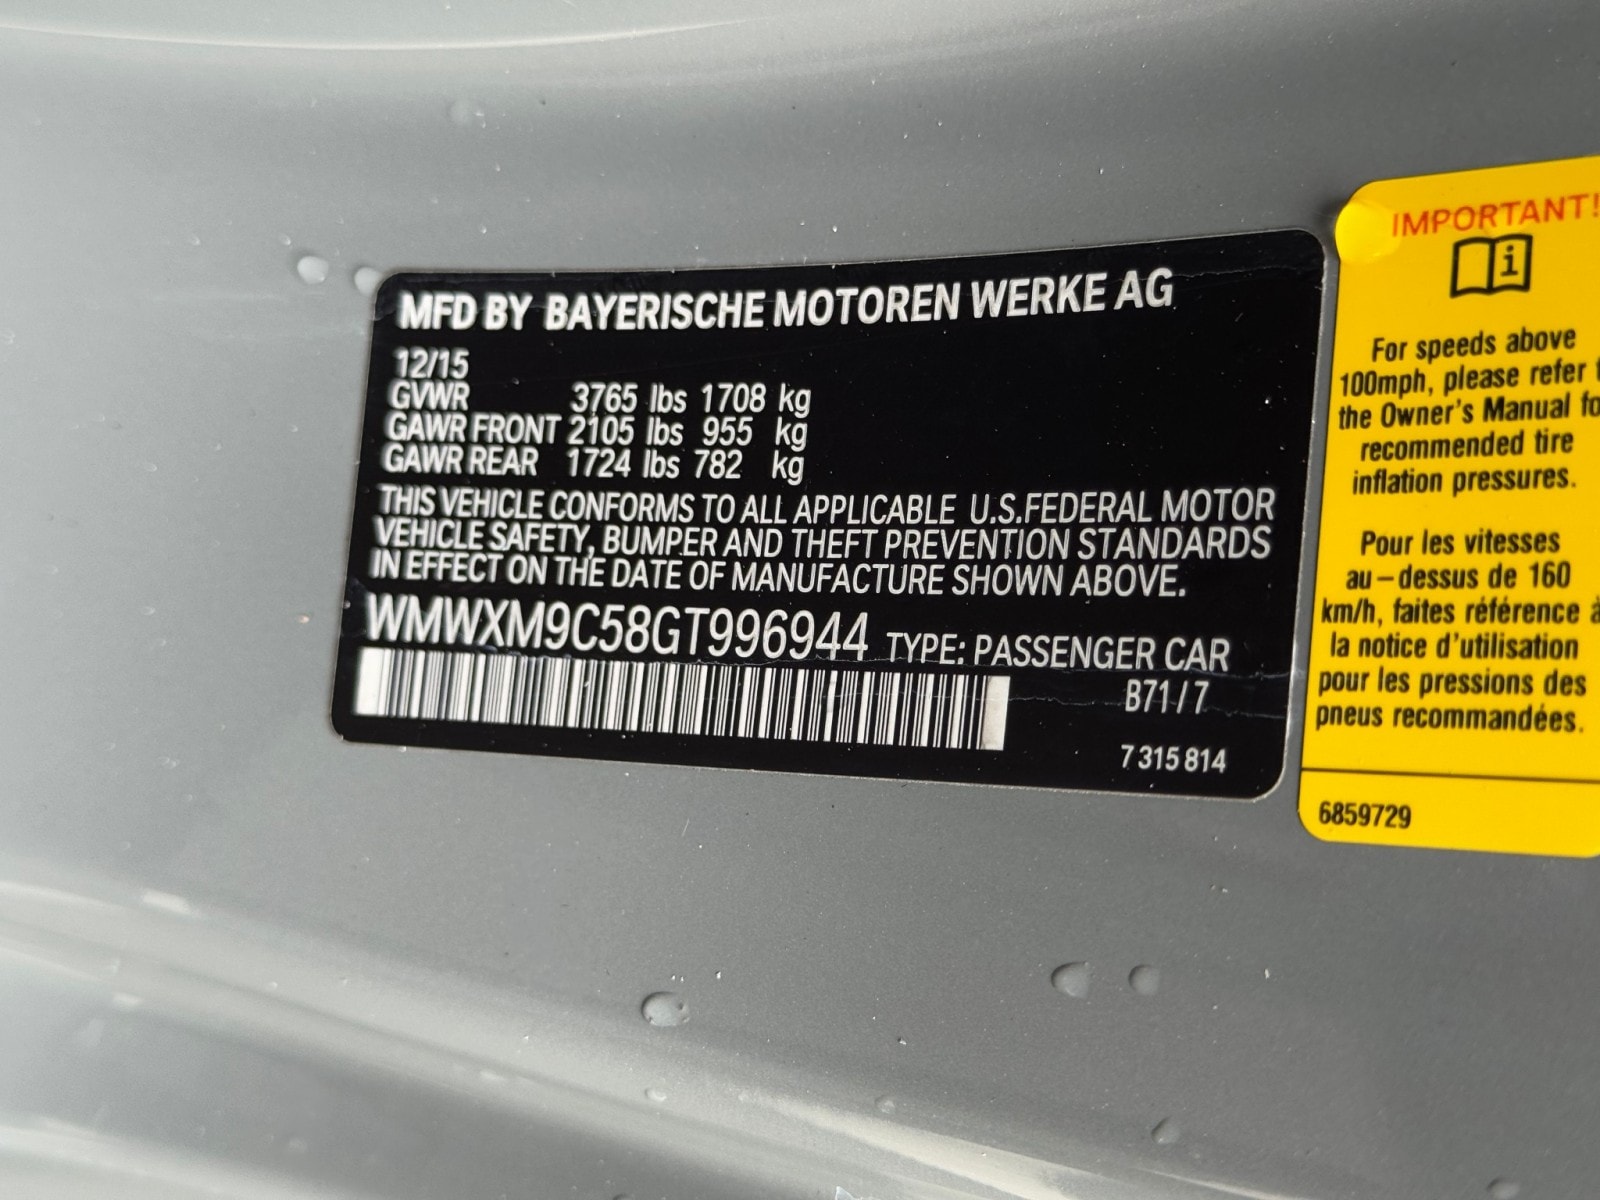 MFD BY BAYERISCHE MOTOREN WERKE AG
12/15
GVWR 3765 lbs 1708 kg
GAWR FRONT 2105 lbs 955 kg
GAWR REAR 1724 lbs 782 kg
THIS VEHICLE CONFORMS TO ALL APPLICABLE U.S.FEDERAL MOTOR
VEHICLE SAFETY, BUMPER AND THEFT PREVENTION STANDARDS
IN EFFECT ON THE DATE OF MANUFACTURE SHOWN ABOVE.
WMWXM9C58GT996944 TYPE: PASSENGER CAR
B71/7
7 315 814
IMPORTANT!
For speeds above
100mph, please refer
the Owner's Manual
recommended tire
inflation pressures.
Pour les vitesses
au-dessus de 160
km/h, faites référence à
la notice d'utilisation
pour les pressions des
pneus recommandées.
6859729